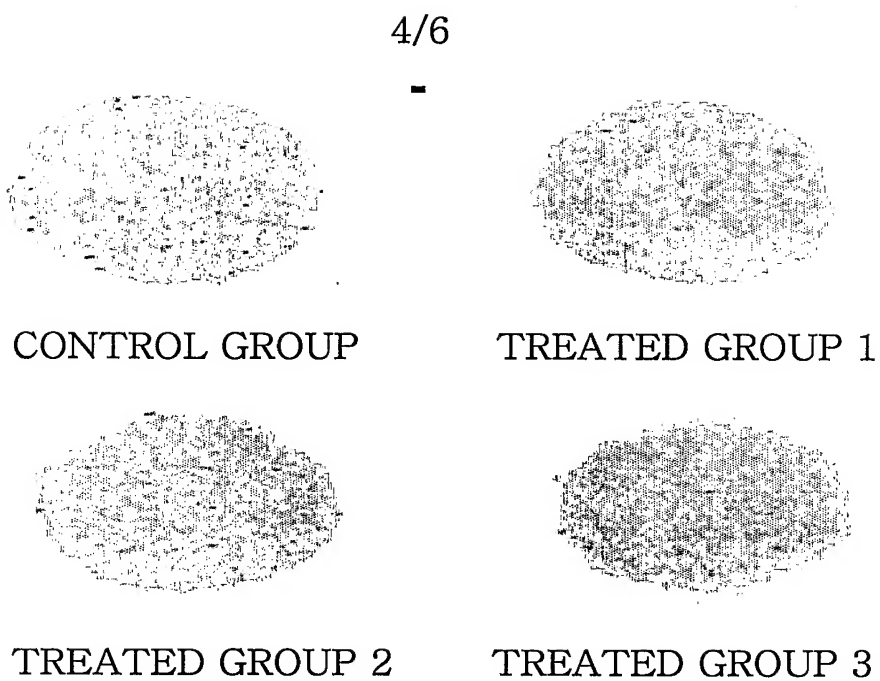 4/6
CONTROL GROUP
TREATED GROUP 1
TREATED GROUP 2
TREATED GROUP 3